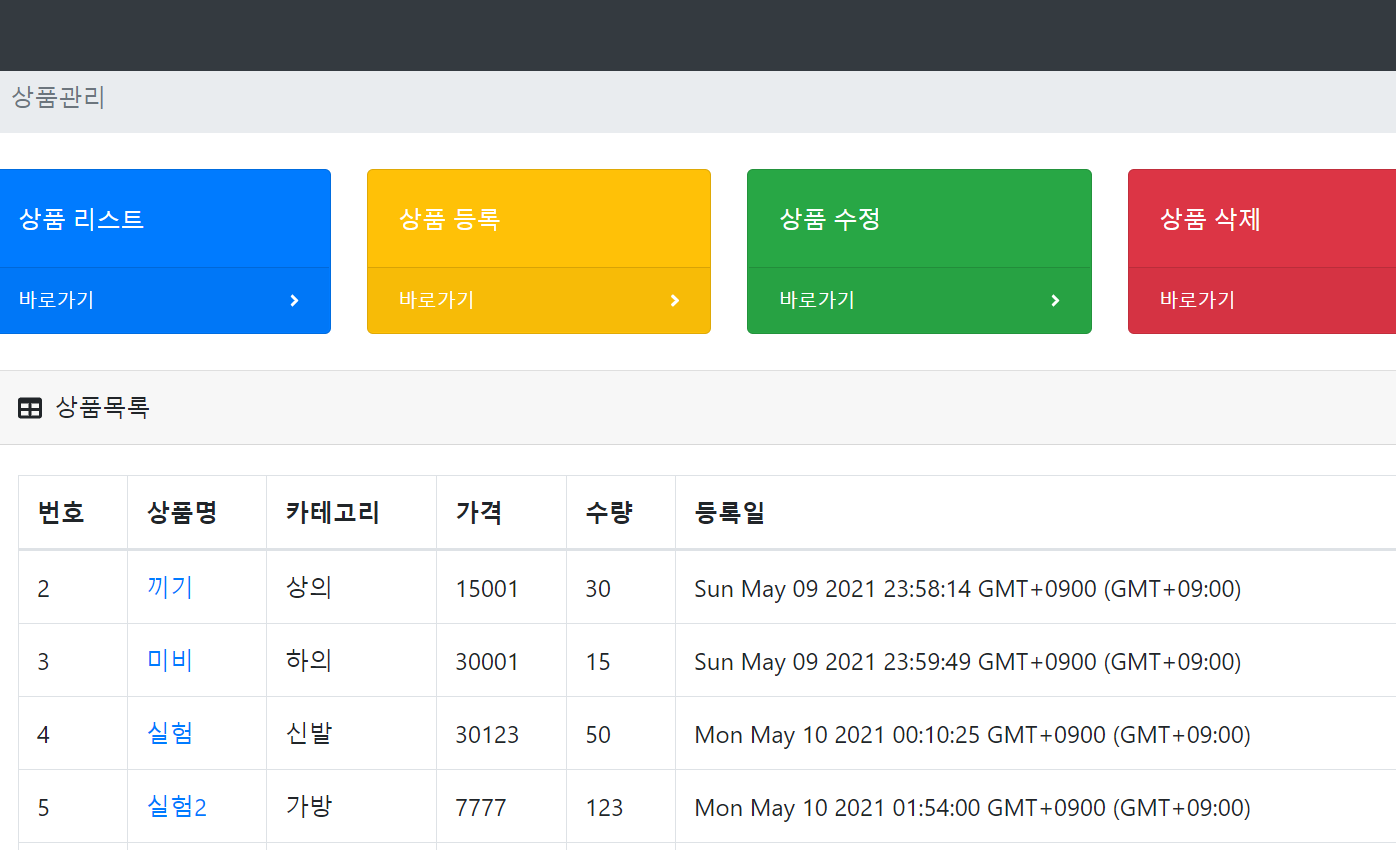 상품관리
상품 리스트 상품 등록 상품 수정 상품 삭제
바로가기 바로가기 바로가기 바로가기
상품목록
번호 상품명 카테고리 가격 수량 등록일
2 끼기 상의 15001 30 Sun May 09 2021 23:58:14 GMT+0900 (GMT+09:00)
3 미비 하의 30001 15 Sun May 09 2021 23:59:49 GMT+0900 (GMT+09:00)
4 실험 신발 30123 50 Mon May 10 2021 00:10:25 GMT+0900 (GMT+09:00)
5 실험2 가방 7777 123 Mon May 10 2021 01:54:00 GMT+0900 (GMT+09:00)